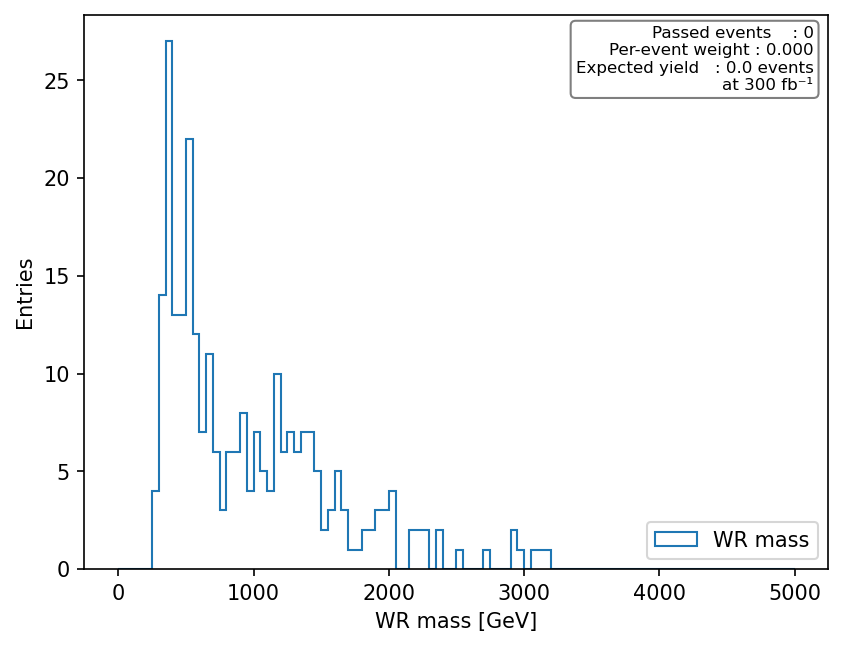 Passed events : 0
Per-event weight : 0.000
Expected yield : 0.0 events
at 300 fb⁻¹
25
20
15
10
5
0
Entries
WR mass
0 1000 2000 3000 4000 5000
WR mass [GeV]